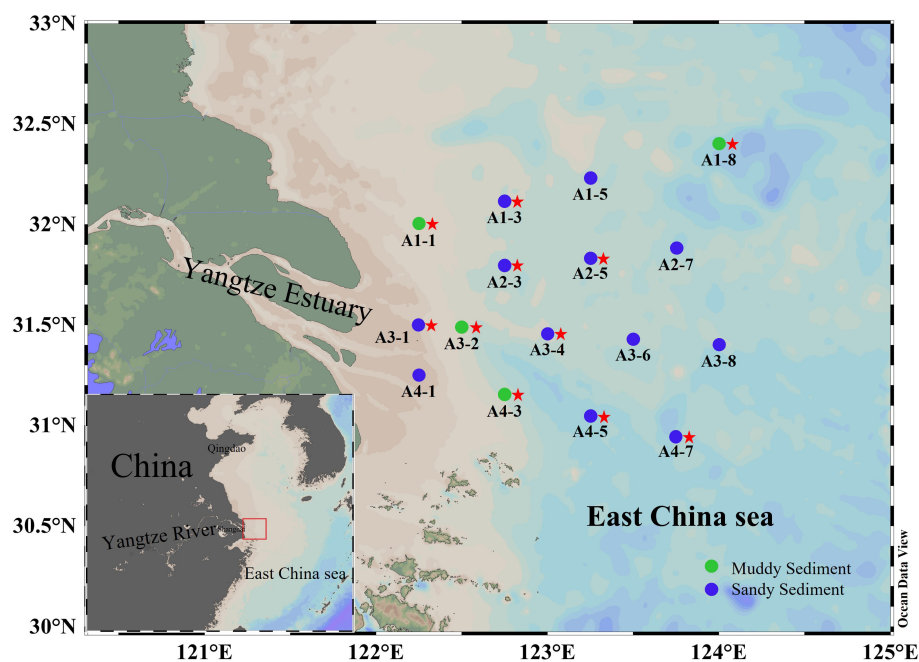 33°N
32.5°N
A1-8
A1-5
A1-3
32°N
A1-1
A2-7
A2-5
A2-3
Yangtze Estuary
31.5°N
A3-1
A3-2
A3-4
A3-6
A3-8
A4-1
A4-3
31°N
A4-5
A4-7
Qingdao
China
East China sea
30.5°N
Yangtze River
East China sea
Muddy Sediment
Sandy Sediment
Ocean Data View
30°N
121°E
122°E
123°E
124°E
125°E